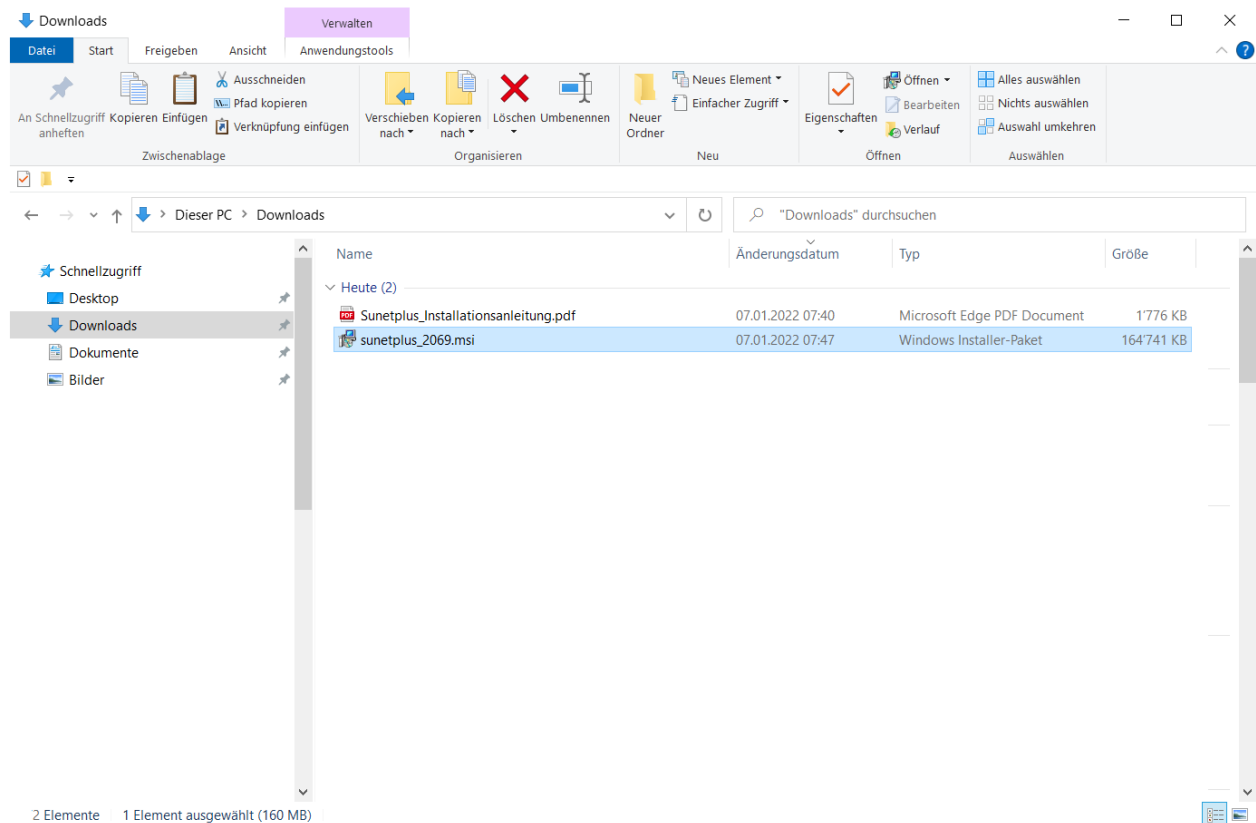 Downloads
Verwalten
Datei Start Freigeben Ansicht Anwendungstools
An Schnellzugriff anheften
Kopieren
Einfügen
Ausschneiden
Pfad kopieren
Verknüpfung einfügen
Zwischenablage
Verschieben nach
Kopieren nach
Löschen
Umbenennen
Organisieren
Neuer Ordner
Neues Element
Einfacher Zugriff
Neu
Eigenschaften
Öffnen
Bearbeiten
Verlauf
Öffnen
Alles auswählen
Nichts auswählen
Auswahl umkehren
Auswählen
Dieser PC > Downloads
"Downloads" durchsuchen
Schnellzugriff
Desktop
Downloads
Dokumente
Bilder
Name Änderungsdatum Typ Größe
Heute (2)
Sunetplus_Installationsanleitung.pdf 07.01.2022 07:40 Microsoft Edge PDF Document 1'776 KB
sunetplus_2069.msi 07.01.2022 07:47 Windows Installer-Paket 164'741 KB
2 Elemente 1 Element ausgewählt (160 MB)